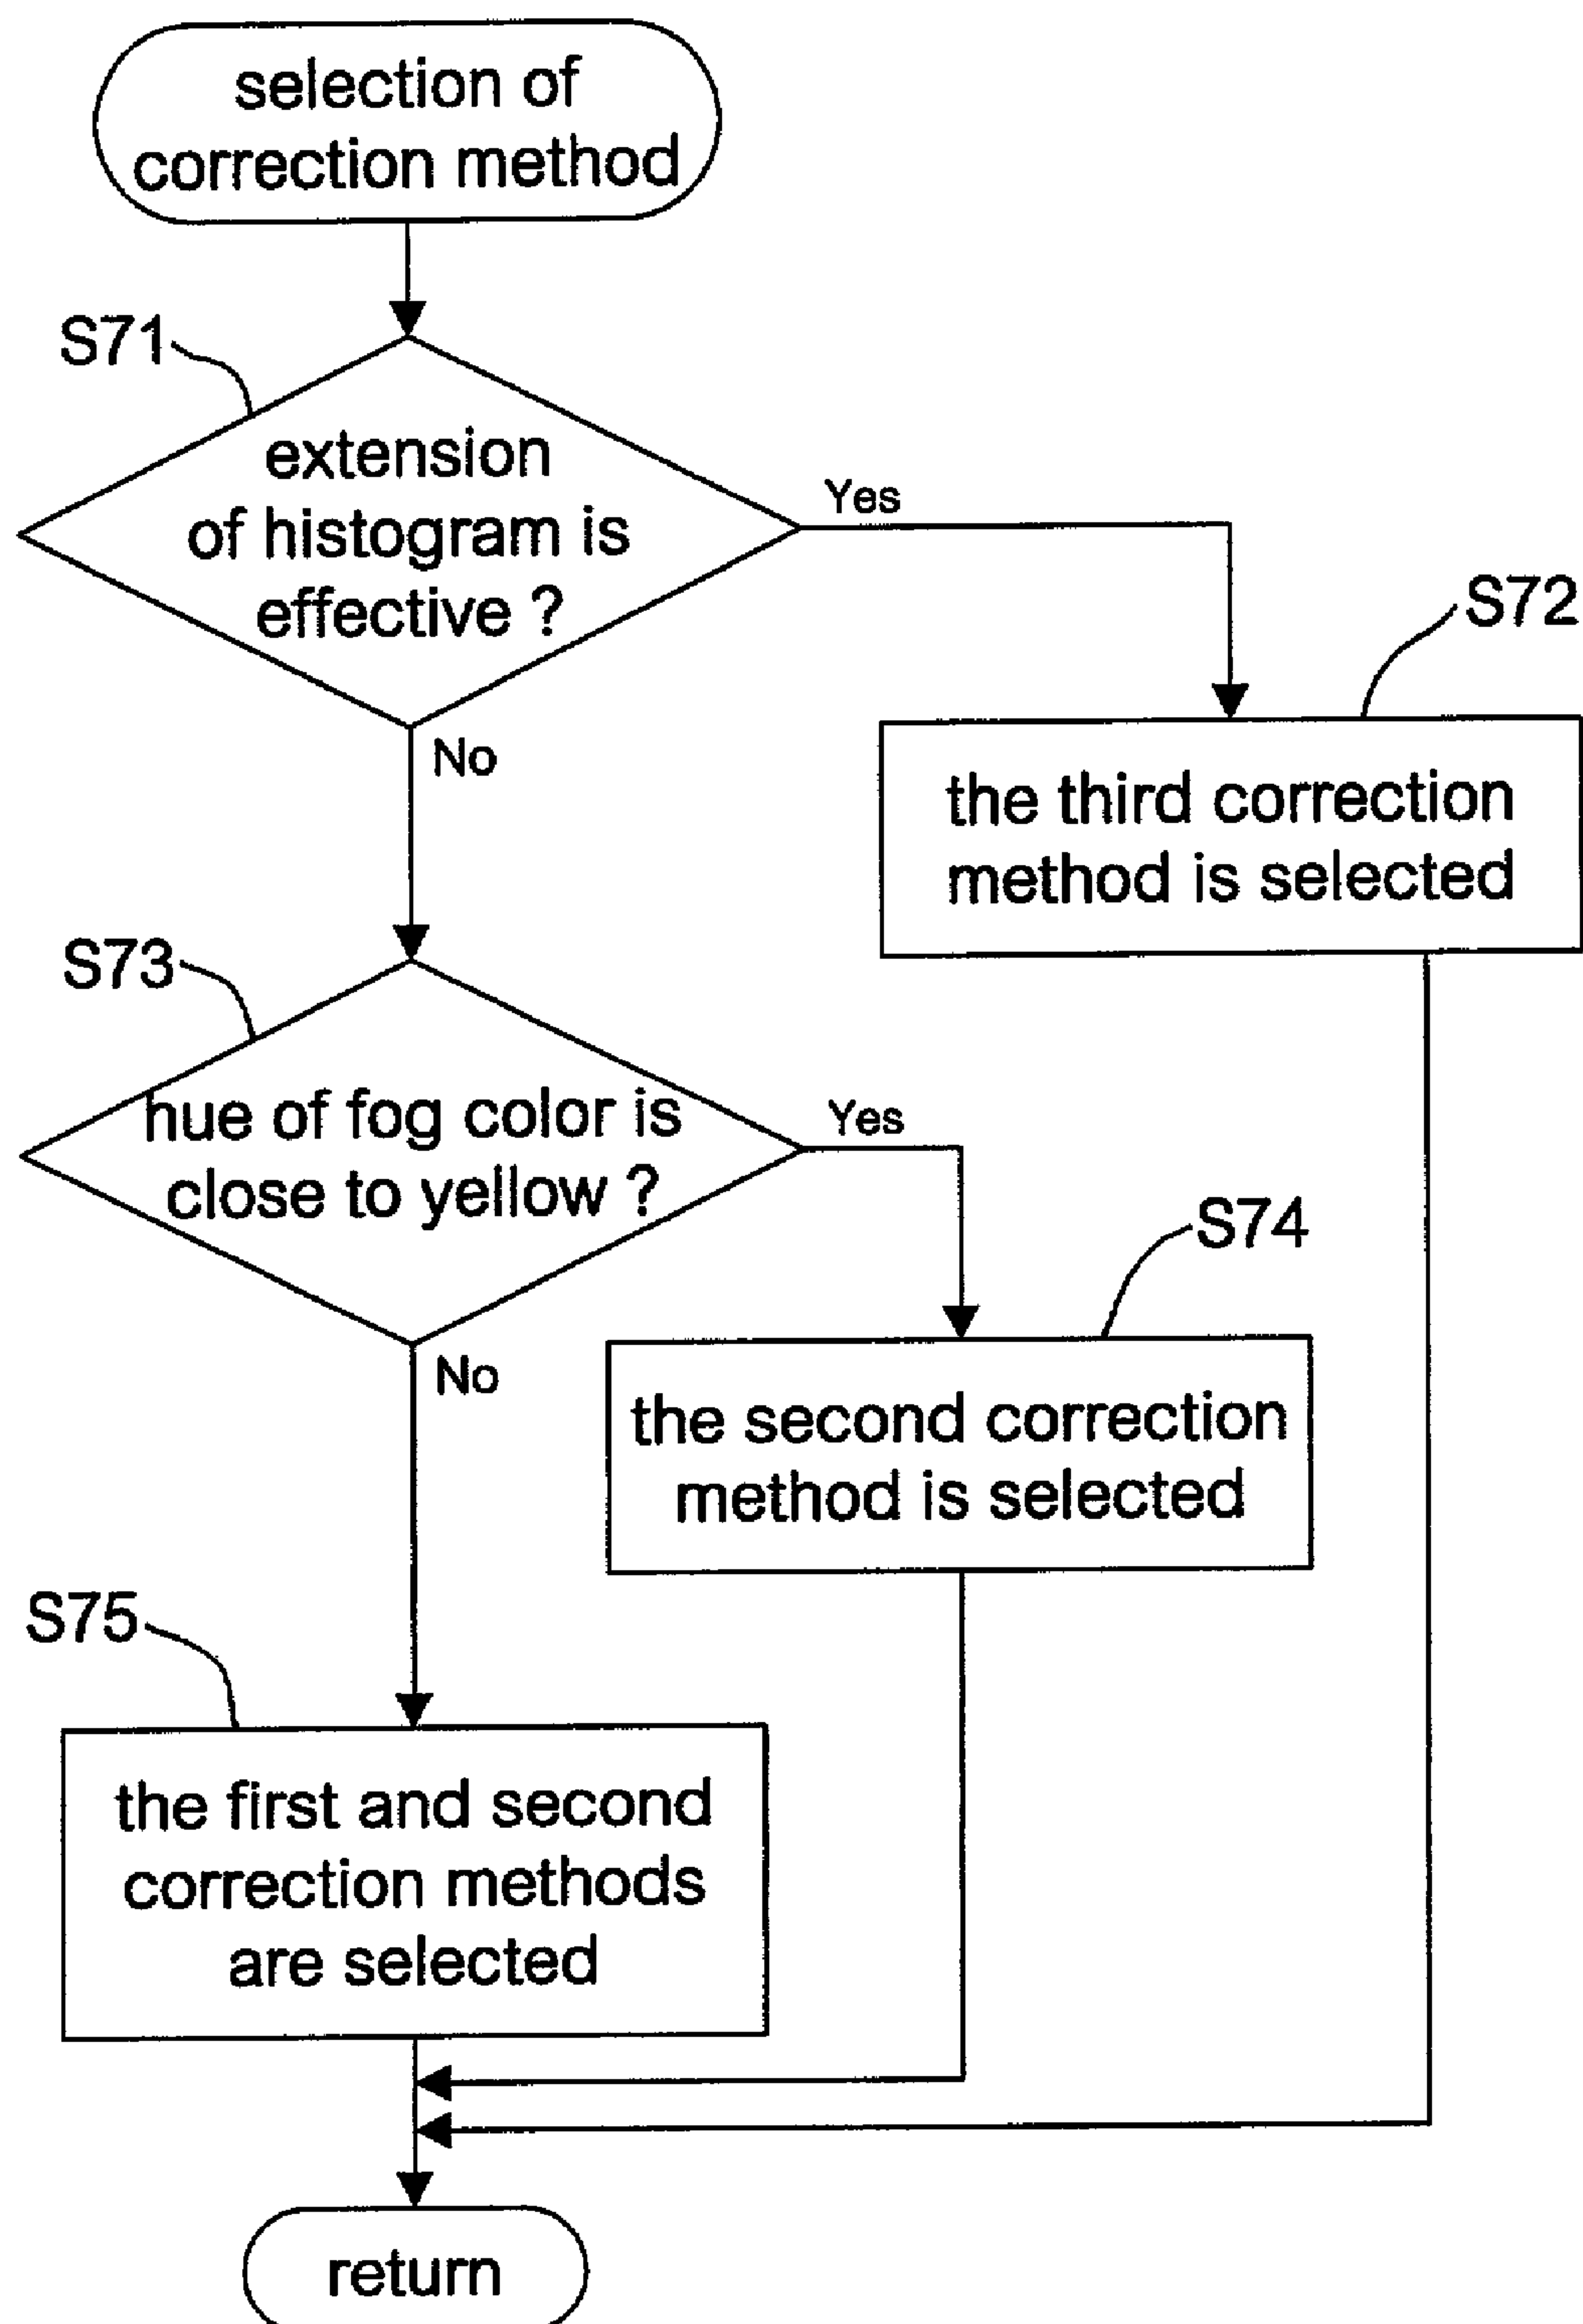 selection of
correction method
S71
extension
of histogram is
effective ?
Yes
No
S72
the third correction
method is selected
S73
hue of fog color is
close to yellow ?
Yes
No
S74
the second correction
method is selected
S75
the first and second
correction methods
are selected
return